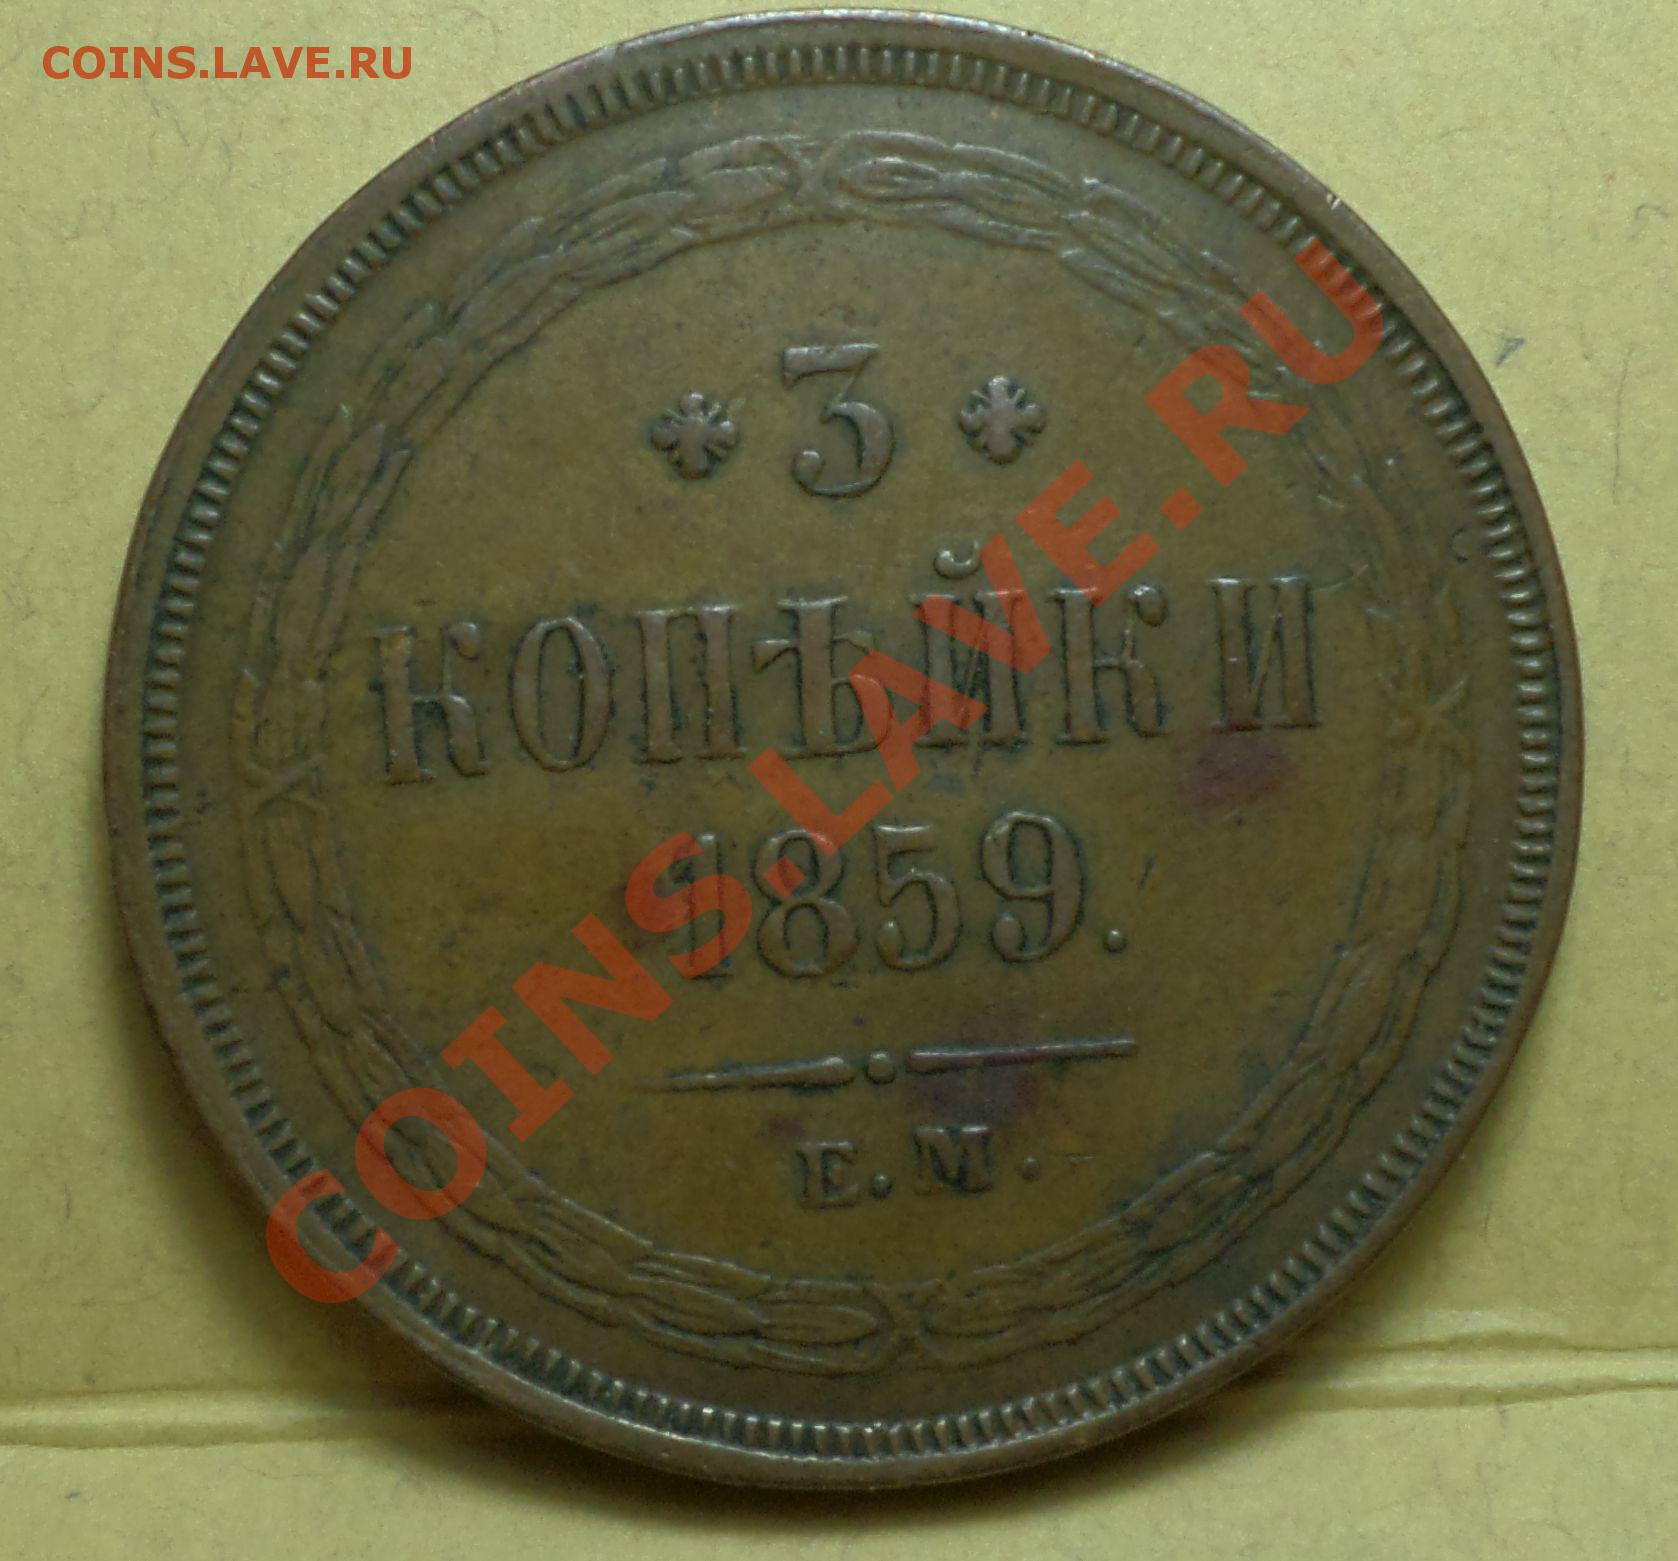 COINS.LAVE.RU
3
КОПѢЙКИ
1859.
Е.М.
COINS.LAVE.RU